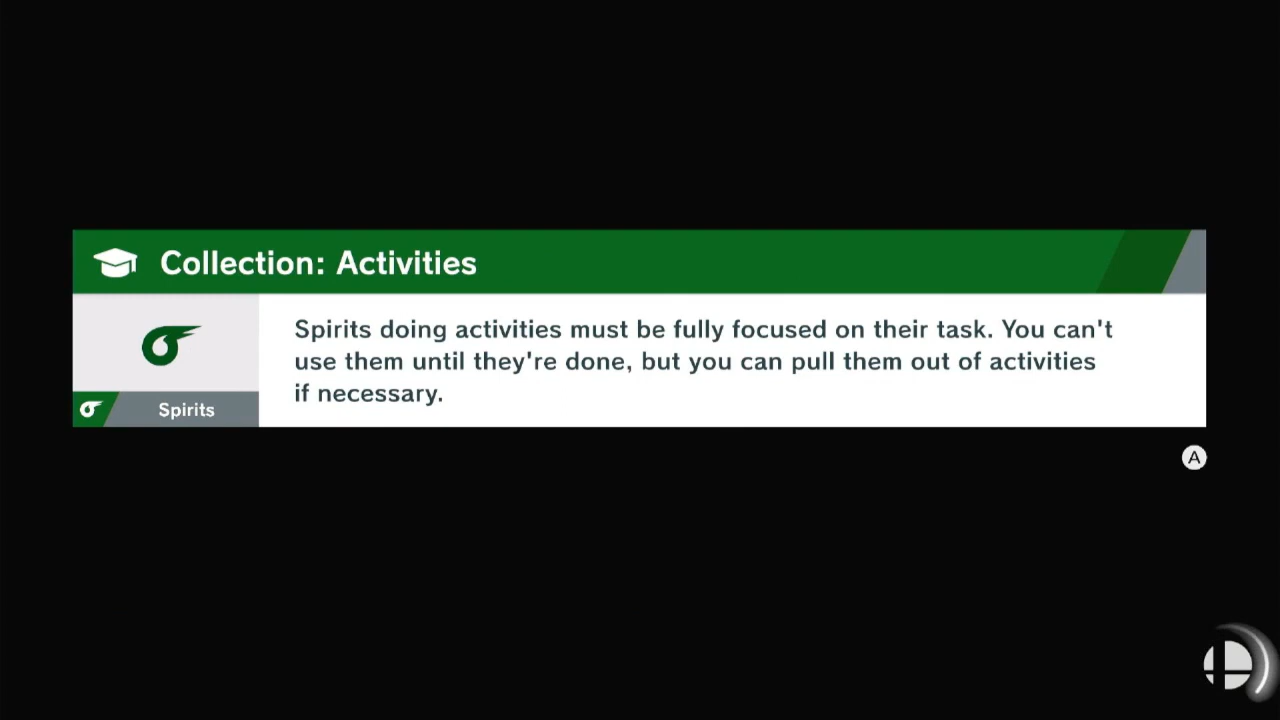 Collection: Activities
Spirits doing activities must be fully focused on their task. You can't
use them until they're done, but you can pull them out of activities
if necessary.
Spirits
A